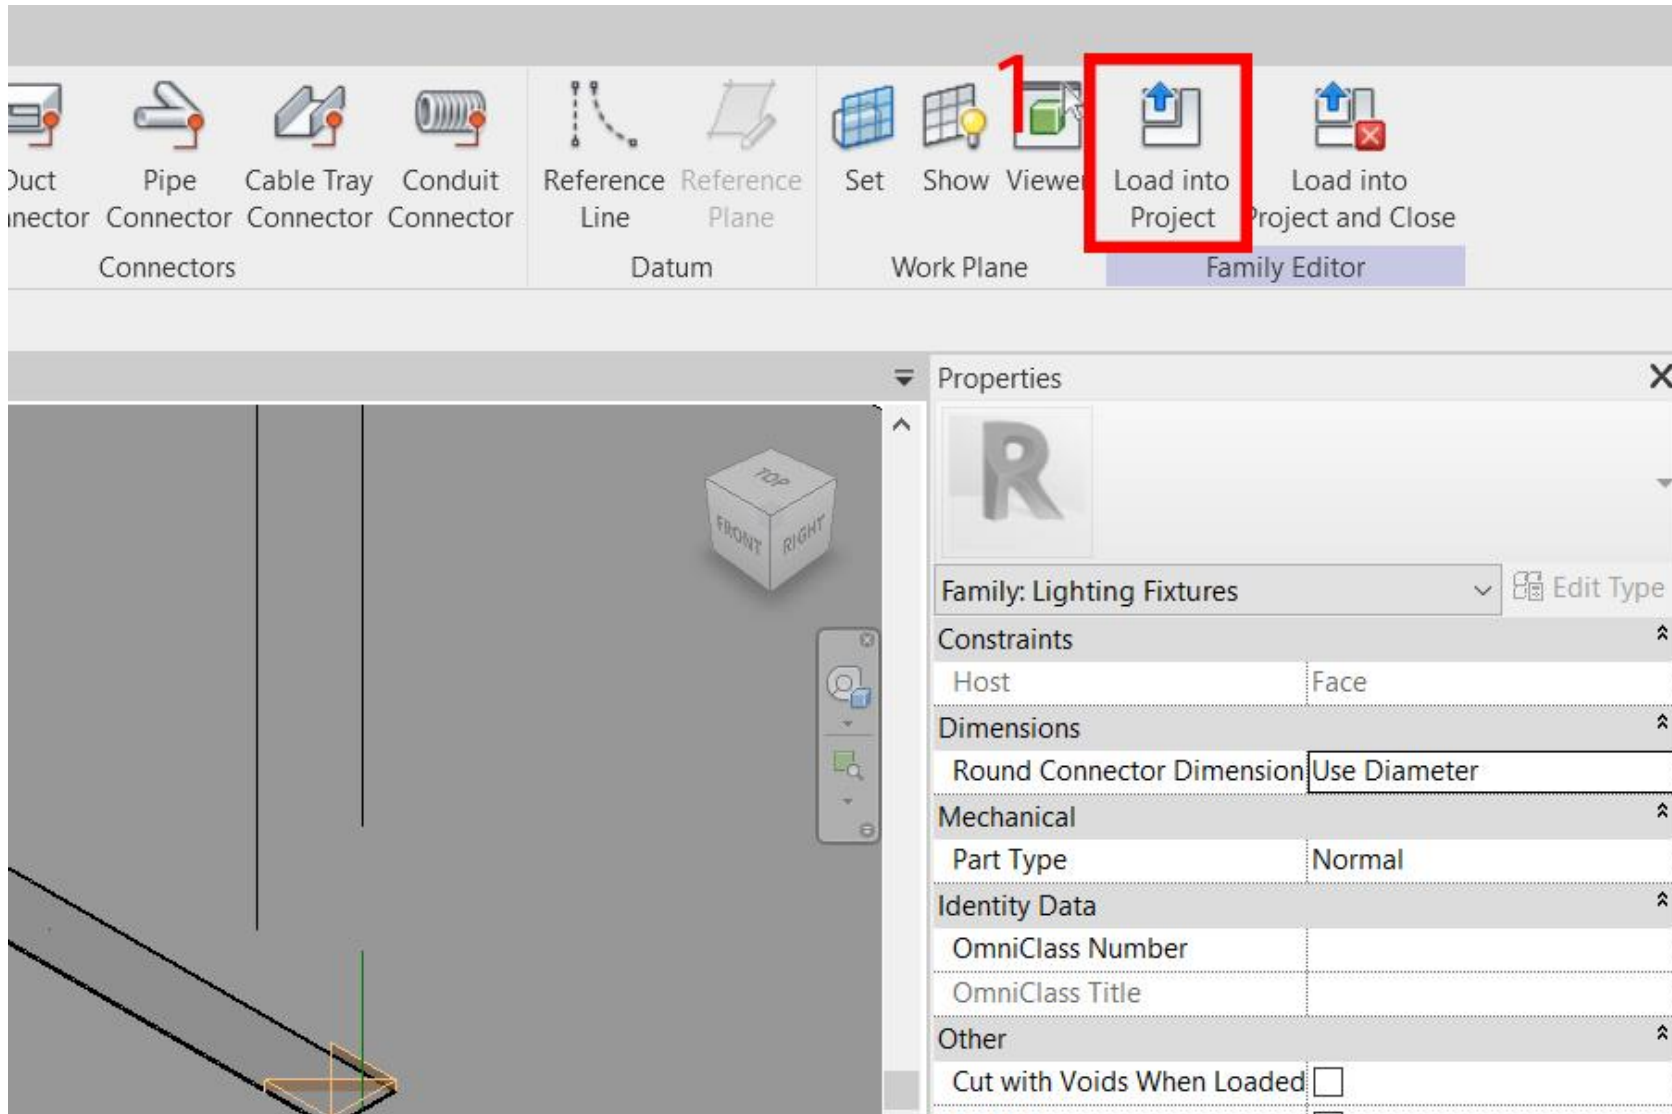 1
Duct Pipe Cable Tray Conduit Reference Reference Set Show Viewer Load into Load into
Connector Connector Connector Line Plane Project Project and Close
Connectors Datum Work Plane Family Editor
Properties
TOP
FRONT RIGHT
R
Family: Lighting Fixtures Edit Type
Constraints
Host Face
Dimensions
Round Connector Dimension Use Diameter
Mechanical
Part Type Normal
Identity Data
OmniClass Number
OmniClass Title
Other
Cut with Voids When Loaded